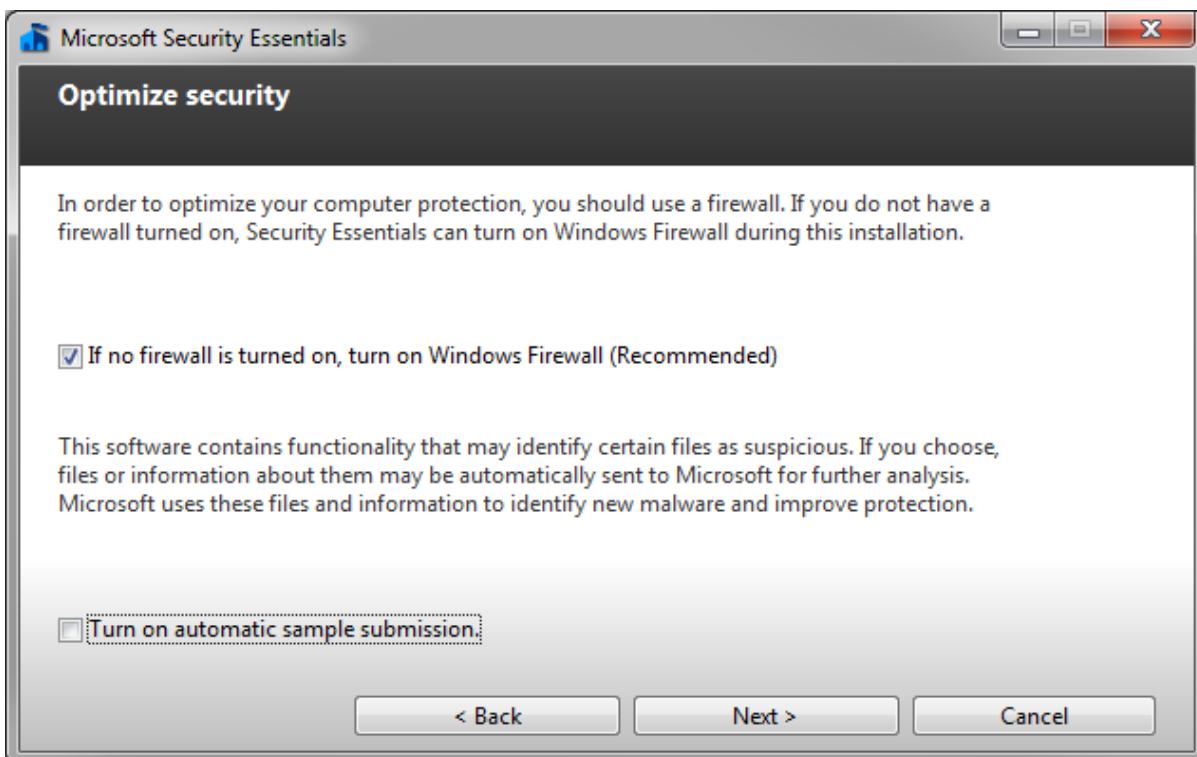 Microsoft Security Essentials
Optimize security
In order to optimize your computer protection, you should use a firewall. If you do not have a
firewall turned on, Security Essentials can turn on Windows Firewall during this installation.
If no firewall is turned on, turn on Windows Firewall (Recommended)
This software contains functionality that may identify certain files as suspicious. If you choose,
files or information about them may be automatically sent to Microsoft for further analysis.
Microsoft uses these files and information to identify new malware and improve protection.
Turn on automatic sample submission.
< Back Next > Cancel